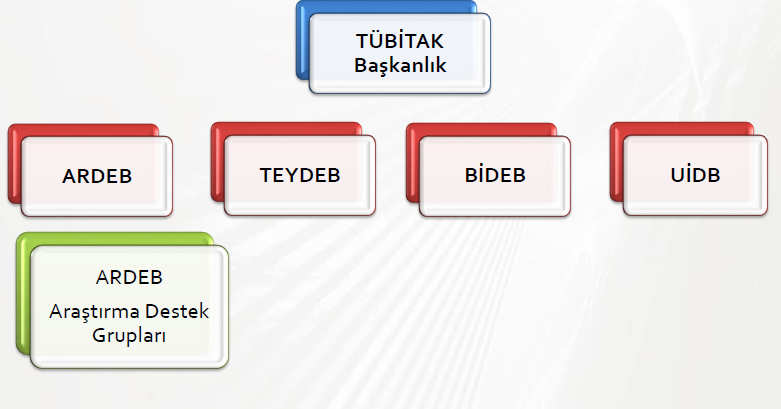 TÜBİTAK
Başkanlık
ARDEB
TEYDEB
BİDEB
UİDB
ARDEB
Araştırma Destek
Grupları